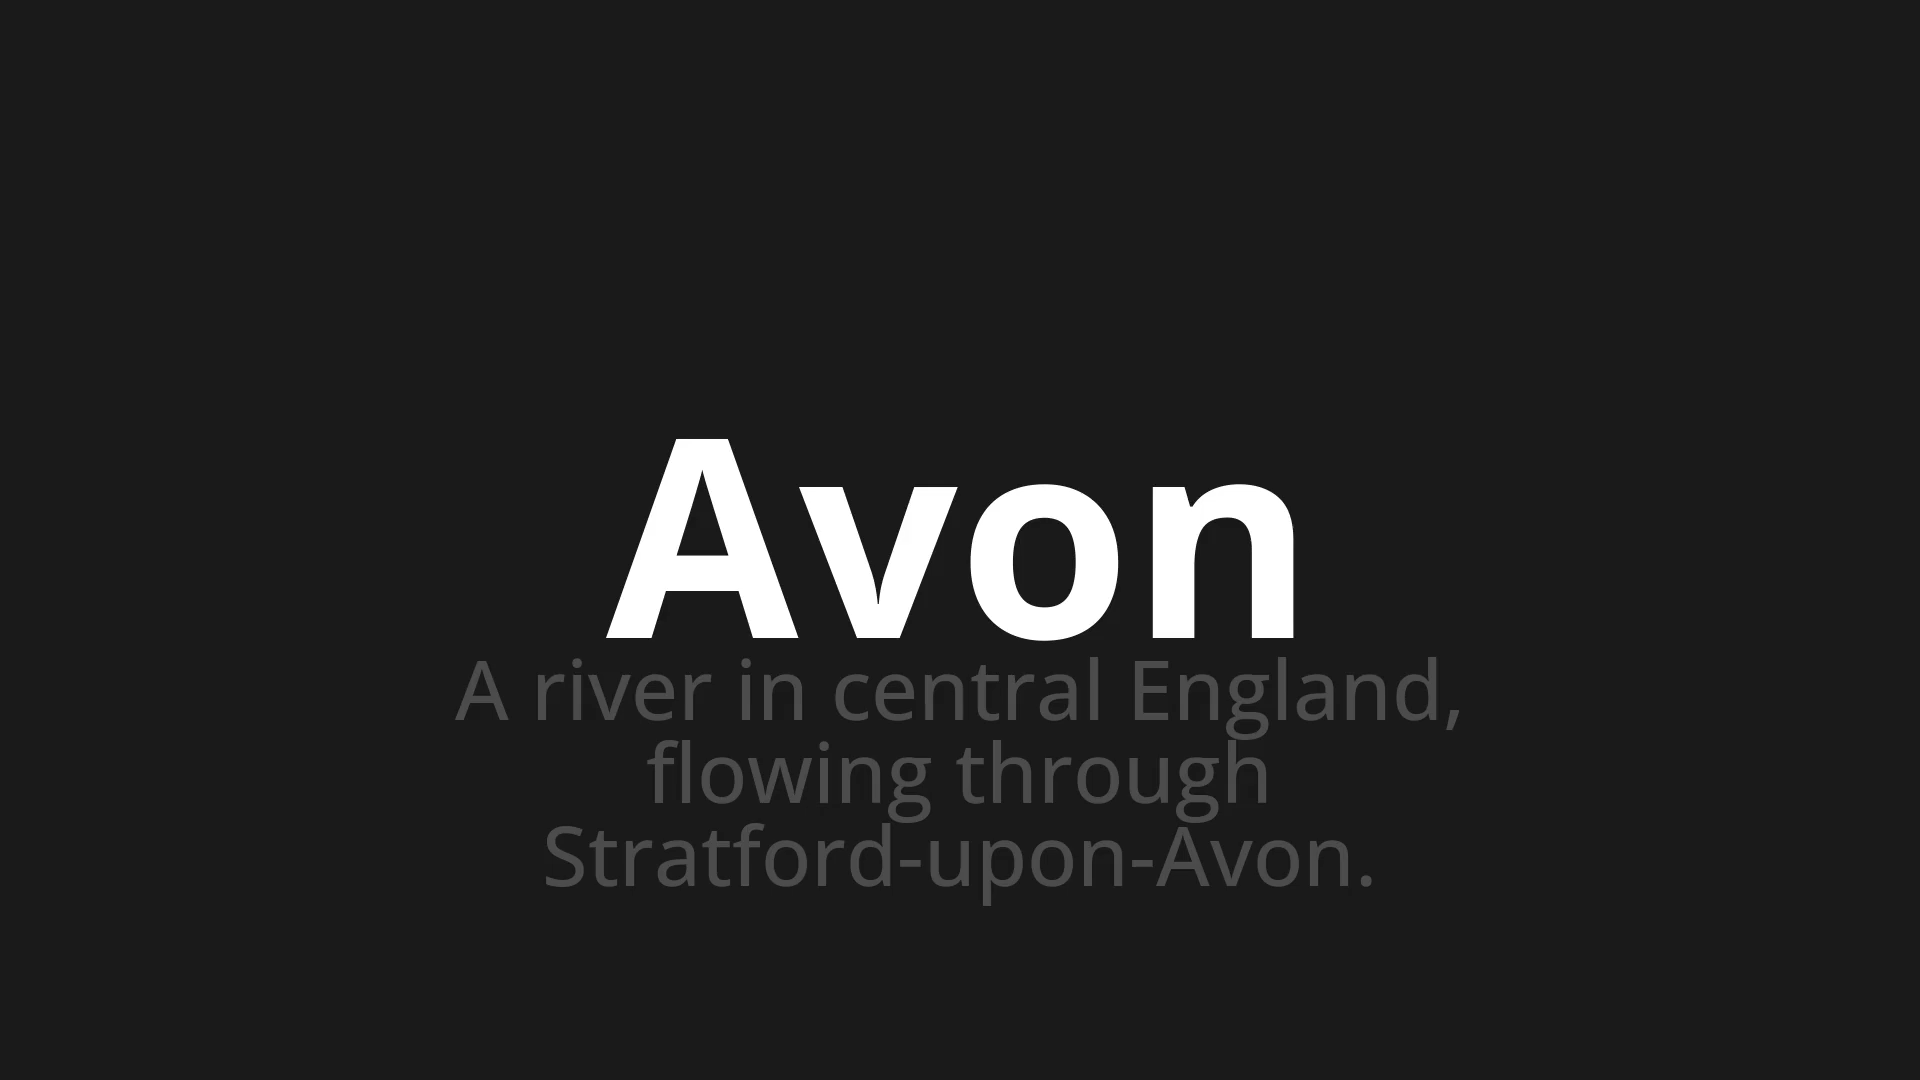 Avon
A river in central England,
flowing through
Stratford-upon-Avon.